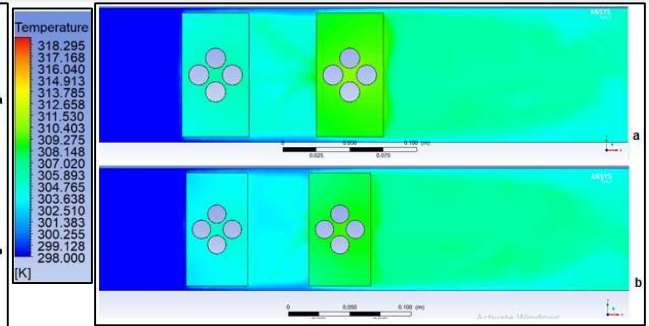 Temperature
318.295
317.168
316.040
314.913
313.785
312.658
311.530
310.403
309.275
308.148
307.020
305.893
304.765
303.638
302.510
301.383
300.255
299.128
298.000
[K]
ANSYS
0 0.050 0.100 (m)
0.025 0.075
a
ANSYS
0 0.050 0.100 (m)
b
Activate Windows